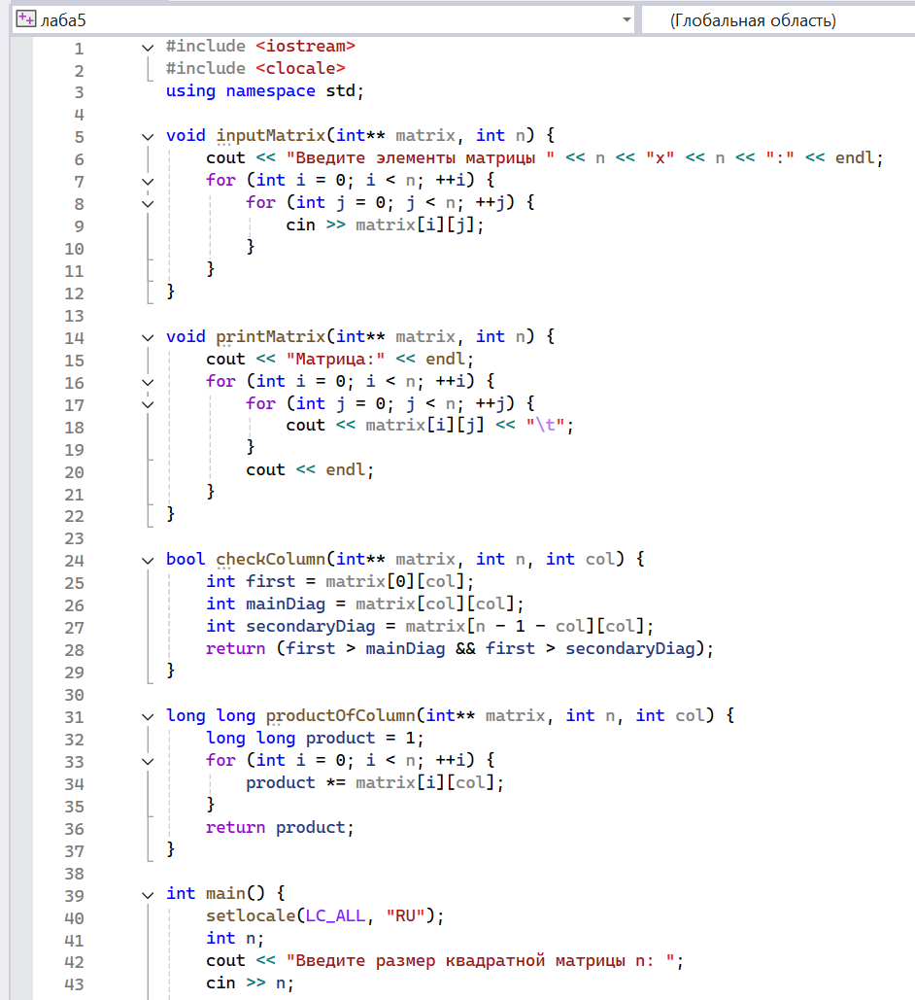 лаба5 (Глобальная область)
1 #include <iostream>
2 #include <clocale>
3 using namespace std;
4
5 void inputMatrix(int** matrix, int n) {
6 cout << "Введите элементы матрицы " << n << "x" << n << ":" << endl;
7 for (int i = 0; i < n; ++i) {
8 for (int j = 0; j < n; ++j) {
9 cin >> matrix[i][j];
10 }
11 }
12 }
13
14 void printMatrix(int** matrix, int n) {
15 cout << "Матрица:" << endl;
16 for (int i = 0; i < n; ++i) {
17 for (int j = 0; j < n; ++j) {
18 cout << matrix[i][j] << "\t";
19 }
20 cout << endl;
21 }
22 }
23
24 bool checkColumn(int** matrix, int n, int col) {
25 int first = matrix[0][col];
26 int mainDiag = matrix[col][col];
27 int secondaryDiag = matrix[n - 1 - col][col];
28 return (first > mainDiag && first > secondaryDiag);
29 }
30
31 long long productOfColumn(int** matrix, int n, int col) {
32 long long product = 1;
33 for (int i = 0; i < n; ++i) {
34 product *= matrix[i][col];
35 }
36 return product;
37 }
38
39 int main() {
40 setlocale(LC_ALL, "RU");
41 int n;
42 cout << "Введите размер квадратной матрицы n: ";
43 cin >> n;